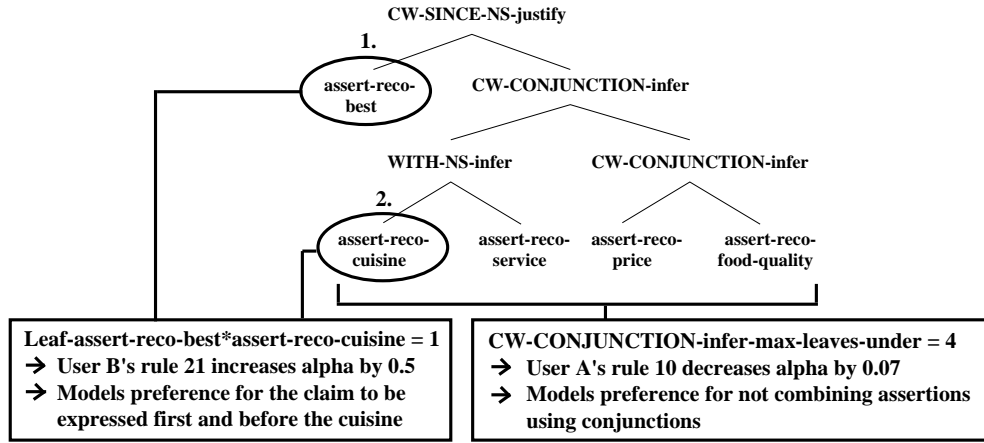 CW-SINCE-NS-justify
1.
assert-reco-
best
CW-CONJUNCTION-infer
WITH-NS-infer
CW-CONJUNCTION-infer
2.
assert-reco-
cuisine
assert-reco-
service
assert-reco-
price
assert-reco-
food-quality
Leaf-assert-reco-best*assert-reco-cuisine = 1
→ User B's rule 21 increases alpha by 0.5
→ Models preference for the claim to be
expressed first and before the cuisine
CW-CONJUNCTION-infer-max-leaves-under = 4
→ User A's rule 10 decreases alpha by 0.07
→ Models preference for not combining assertions
using conjunctions